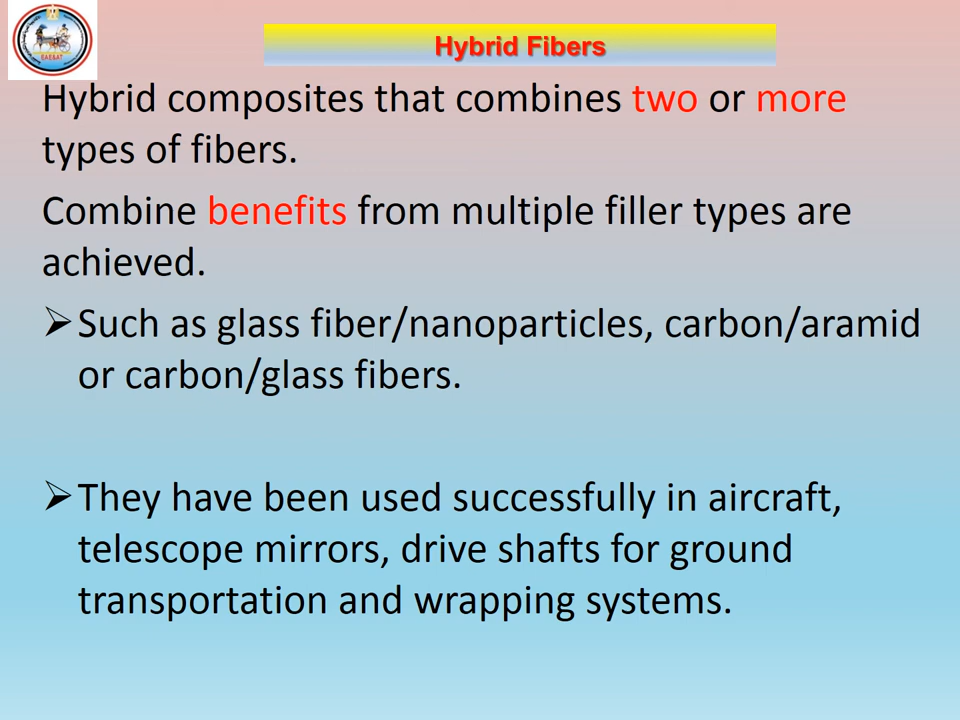 Hybrid Fibers
Hybrid composites that combines two or more
types of fibers.
Combine benefits from multiple filler types are
achieved.
➢Such as glass fiber/nanoparticles, carbon/aramid
or carbon/glass fibers.
➢They have been used successfully in aircraft,
telescope mirrors, drive shafts for ground
transportation and wrapping systems.